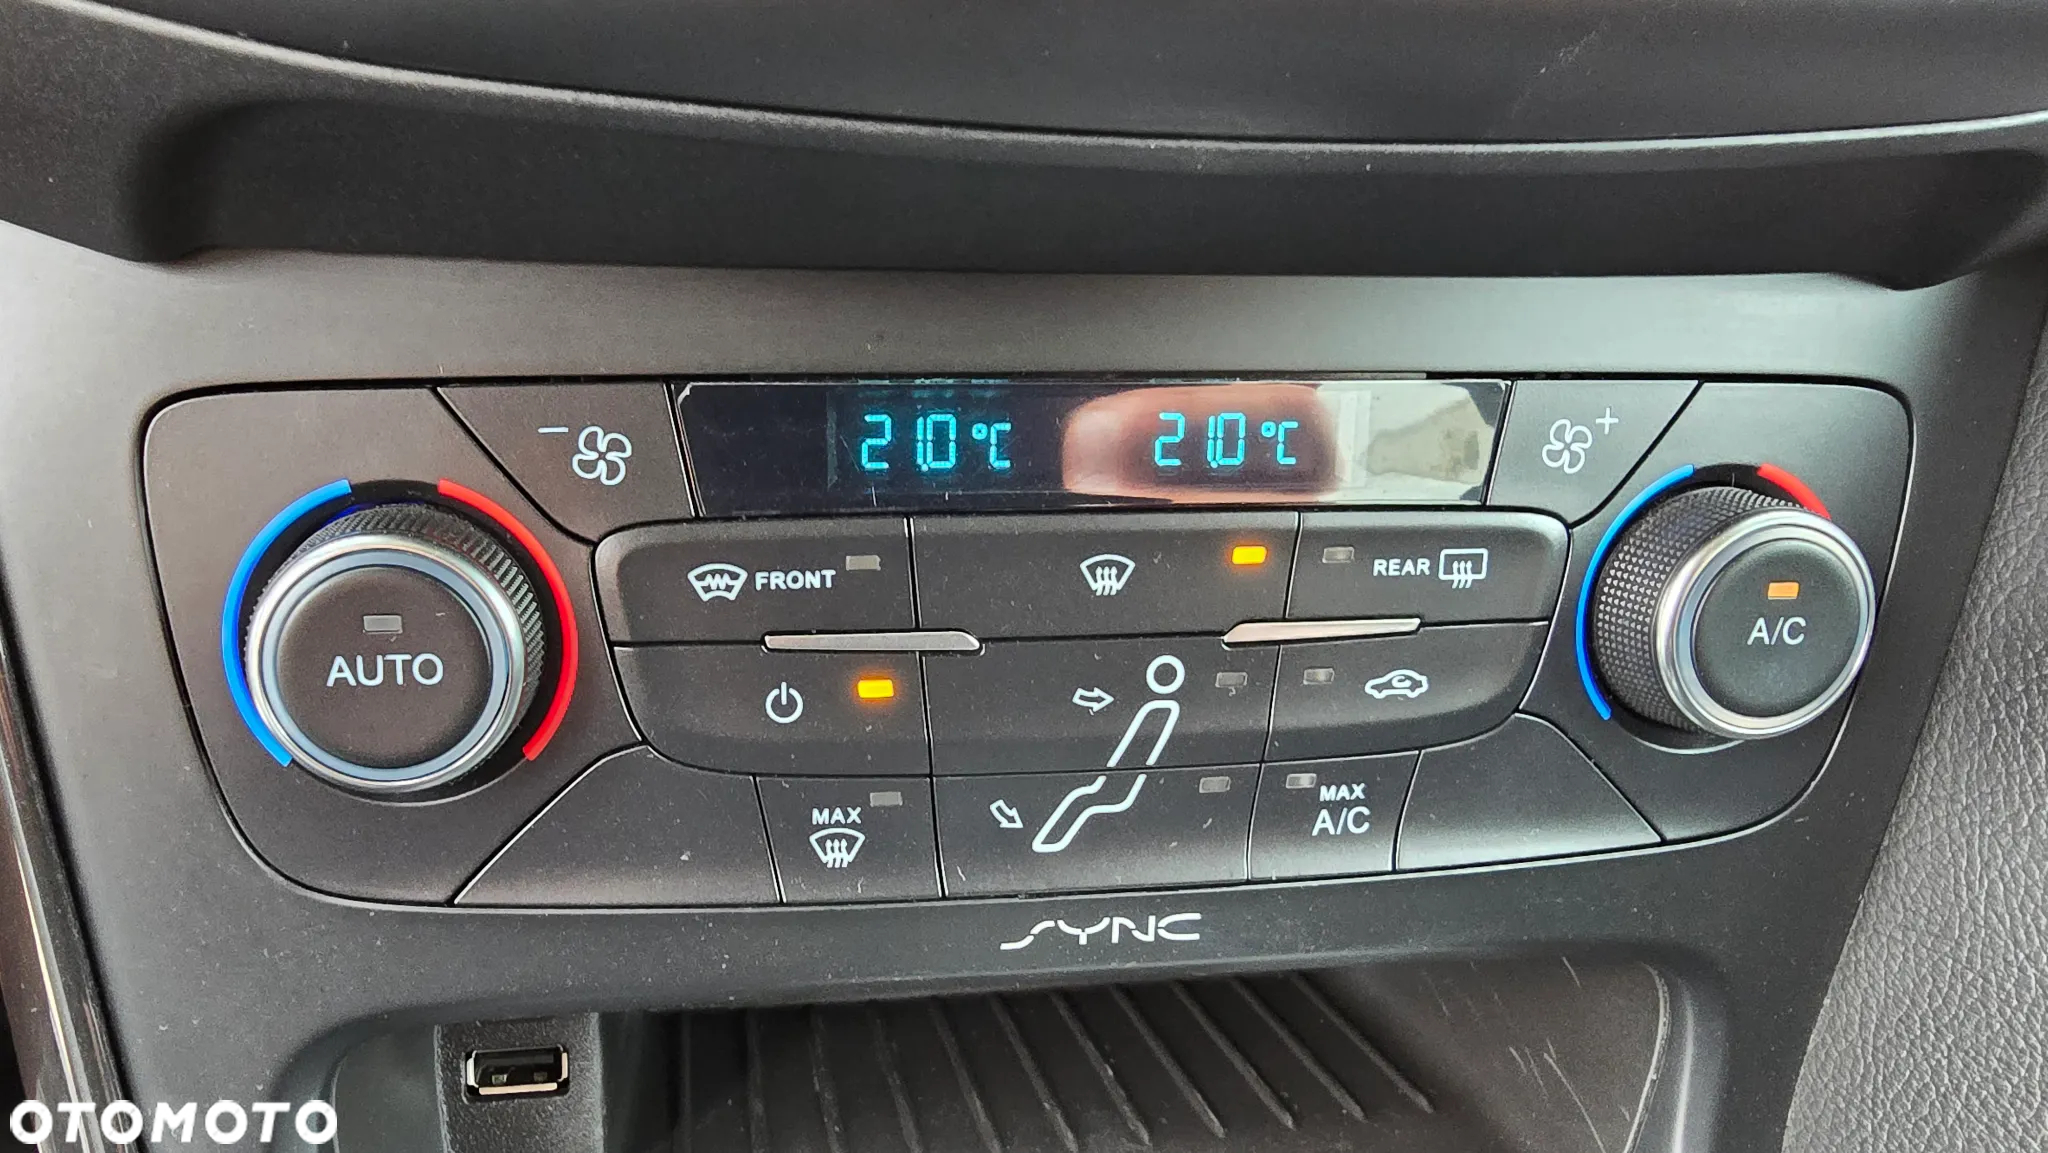 21.0 °C 21.0 °C
FRONT
REAR
AUTO
A/C
MAX
MAX
A/C
SYNC
OTOMOTO